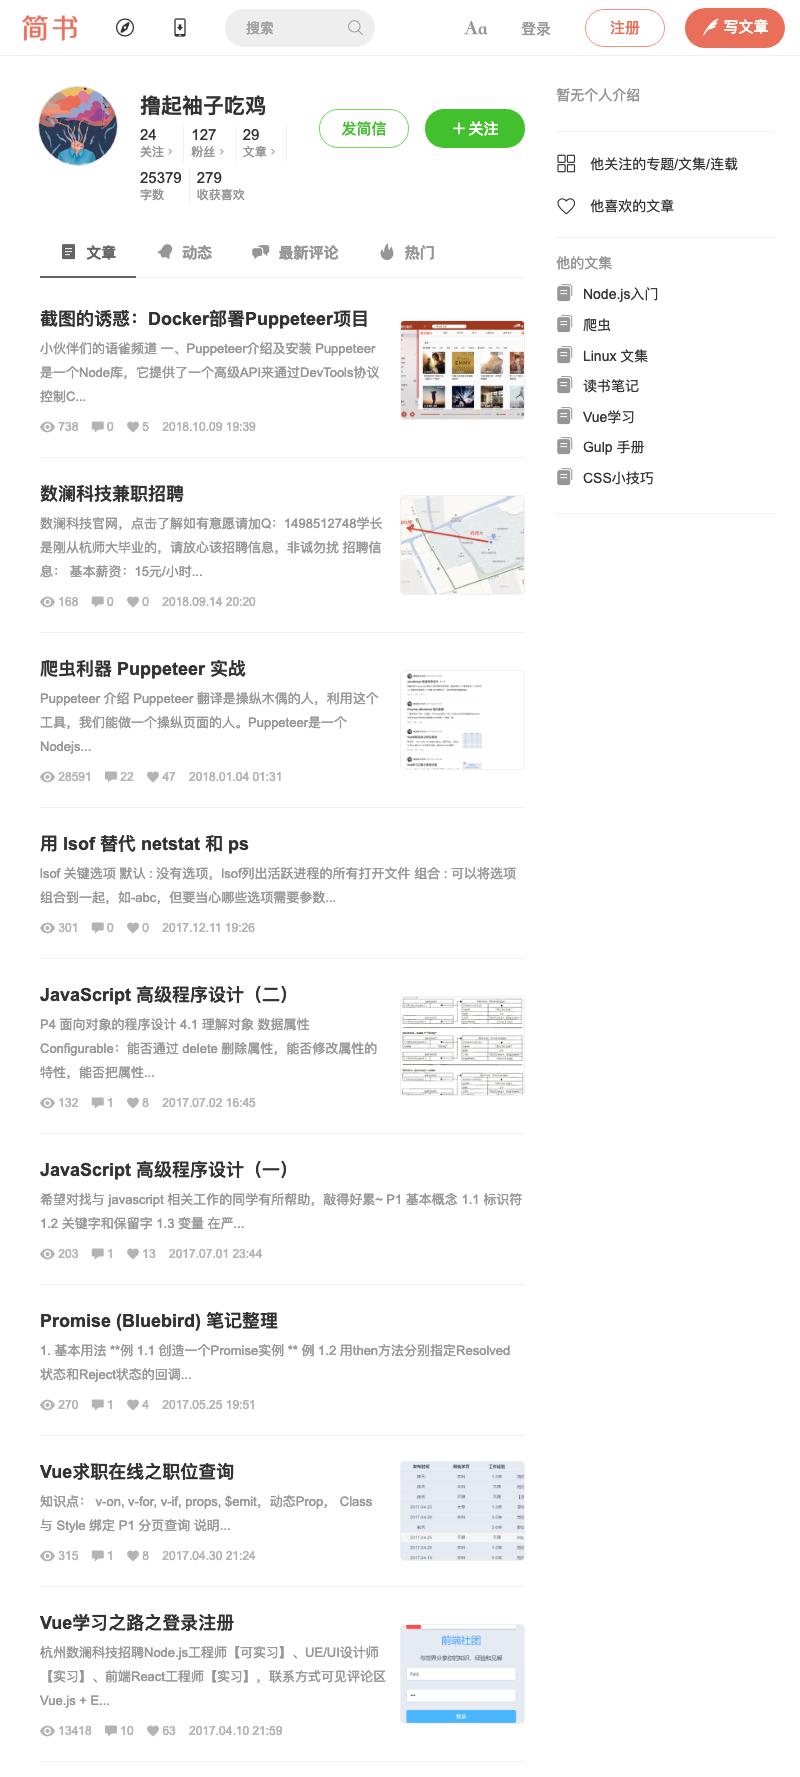 简书
搜索
Aa
登录
注册
写文章
撸起袖子吃鸡
24
127
29
关注
粉丝
文章
25379
279
字数
收获喜欢
发简信
+关注
文章
动态
最新评论
热门
截图的诱惑：Docker部署Puppeteer项目
小伙伴们的语雀频道 一、Puppeteer介绍及安装 Puppeteer
是一个Node库，它提供了一个高级API来通过DevTools协议
控制C...
738 0 5 2018.10.09 19:39
数澜科技兼职招聘
数澜科技官网，点击了解如有意愿请加Q：1498512748学长
是刚从杭师大毕业的，请放心该招聘信息，非诚勿扰 招聘信
息： 基本薪资：15元/小时...
168 0 0 2018.09.14 20:20
爬虫利器 Puppeteer 实战
Puppeteer 介绍 Puppeteer 翻译是操纵木偶的人，利用这个
工具，我们能做一个操纵页面的人。Puppeteer是一个
Nodejs...
28591 22 47 2018.01.04 01:31
用 lsof 替代 netstat 和 ps
lsof 关键选项 默认 : 没有选项，lsof列出活跃进程的所有打开文件 组合 : 可以将选项
组合到一起，如-abc，但要当心哪些选项需要参数...
301 0 0 2017.12.11 19:26
JavaScript 高级程序设计（二）
P4 面向对象的程序设计 4.1 理解对象 数据属性
Configurable：能否通过 delete 删除属性，能否修改属性的
特性，能否把属性...
132 1 8 2017.07.02 16:45
JavaScript 高级程序设计（一）
希望对找与 javascript 相关工作的同学有所帮助，敲得好累~ P1 基本概念 1.1 标识符
1.2 关键字和保留字 1.3 变量 在严...
203 1 13 2017.07.01 23:44
Promise (Bluebird) 笔记整理
1. 基本用法 **例 1.1 创造一个Promise实例 ** 例 1.2 用then方法分别指定Resolved
状态和Reject状态的回调...
270 1 4 2017.05.25 19:51
Vue求职在线之职位查询
知识点： v-on, v-for, v-if, props, $emit，动态Prop， Class
与 Style 绑定 P1 分页查询 说明...
315 1 8 2017.04.30 21:24
Vue学习之路之登录注册
杭州数澜科技招聘Node.js工程师【可实习】、UE/UI设计师
【实习】、前端React工程师【实习】，联系方式可见评论区
Vue.js + E...
13418 10 63 2017.04.10 21:59
前端社团
登录
暂无个人介绍
他关注的专题/文集/连载
他喜欢的文章
他的文集
Node.js入门
爬虫
Linux 文集
读书笔记
Vue学习
Gulp 手册
CSS小技巧